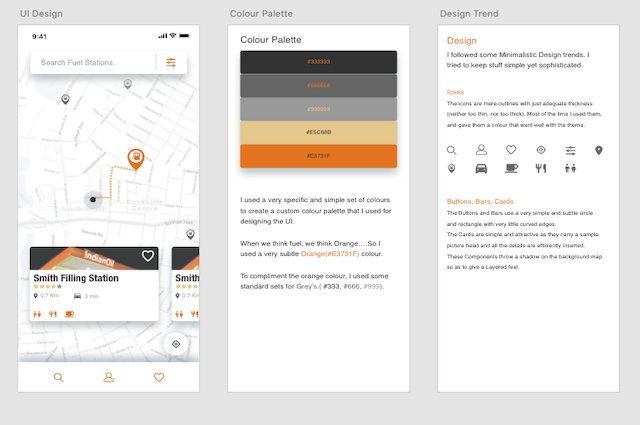 UI Design
9:41
Search Fuel Stations.
Rockville
Centre
IndianOil
Smith Filling Station
0.7 Km
3 min
0.7 Km
Colour Palette
Colour Palette
#333333
#666666
#999999
#E5C68B
#E3731F
I used a very specific and simple set of colours
to create a custom colour palette that I used for
designing the UI.
When we think fuel, we think Orange....So I
used a very subtle Orange(#E3731F) colour.
To compliment the orange colour, I used some
standard sets for Grey's.( #333, #666, #999).
Design Trend
Design
I followed some Minimalistic Design trends. I
tried to keep stuff simple yet sophisticated.
Icons
The icons are mere outlines with just adequate thickness
(neither too thin, nor too thick). Most of the time I used them,
and gave them a colour that went well with the theme.
Buttons, Bars, Cards
The Buttons and Bars use a very simple and subtle circle
and rectangle with very little curved edges.
The Cards are simple and attractive as they carry a sample
picture head and all the details are efficiently inserted.
These Components throw a shadow on the background map
so as to give a Layered feel.